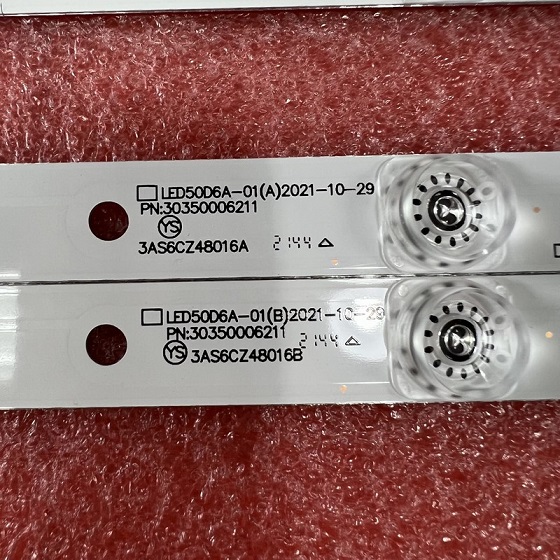 LED50D6A-01(A)2021-10-29
PN:30350006211
YS
3AS6CZ48016A 2144
LED50D6A-01(B)2021-10-29
PN:30350006211
YS 3AS6CZ48016B 2144